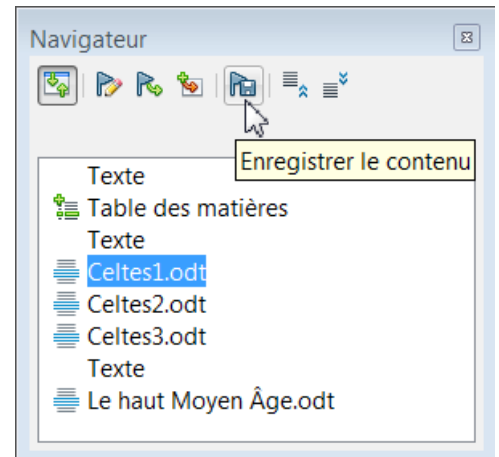 Navigateur
Enregistrer le contenu
Texte
Table des matières
Texte
Celtes1.odt
Celtes2.odt
Celtes3.odt
Texte
Le haut Moyen Âge.odt